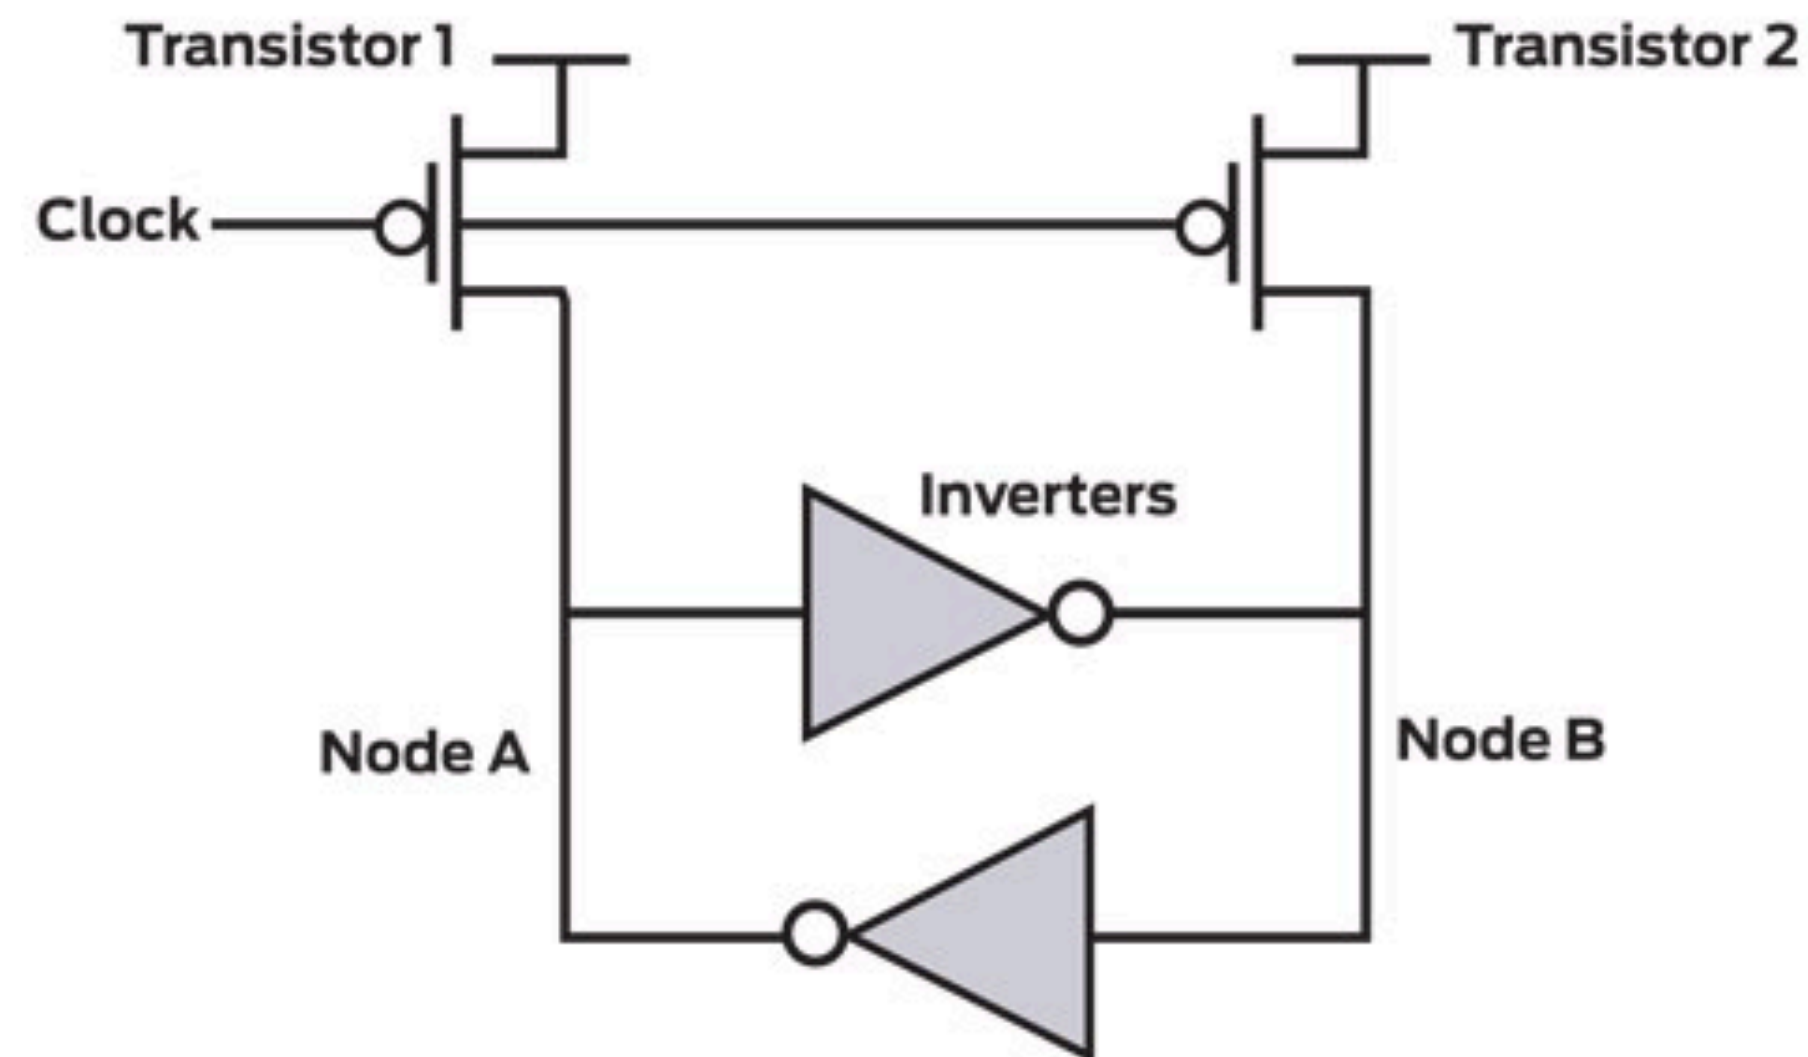 Transistor 1
Transistor 2
Clock
Inverters
Node A
Node B